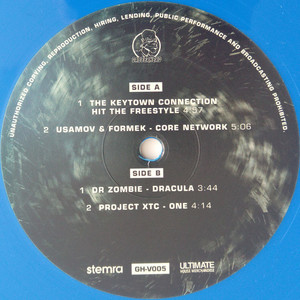 UNAUTHORIZED COPYING, REPRODUCTION, HIRING, LENDING, PUBLIC PERFORMANCE AND BROADCASTING PROHIBITED.
SIDE A
1 THE KEYTOWN CONNECTION
HIT THE FREESTYLE 4:57
2 USAMOV & FORMEK - CORE NETWORK 5:06
SIDE B
1 DR ZOMBIE - DRACULA 3:44
2 PROJECT XTC - ONE 4:14
stemra
GH-V005
ULTIMATE